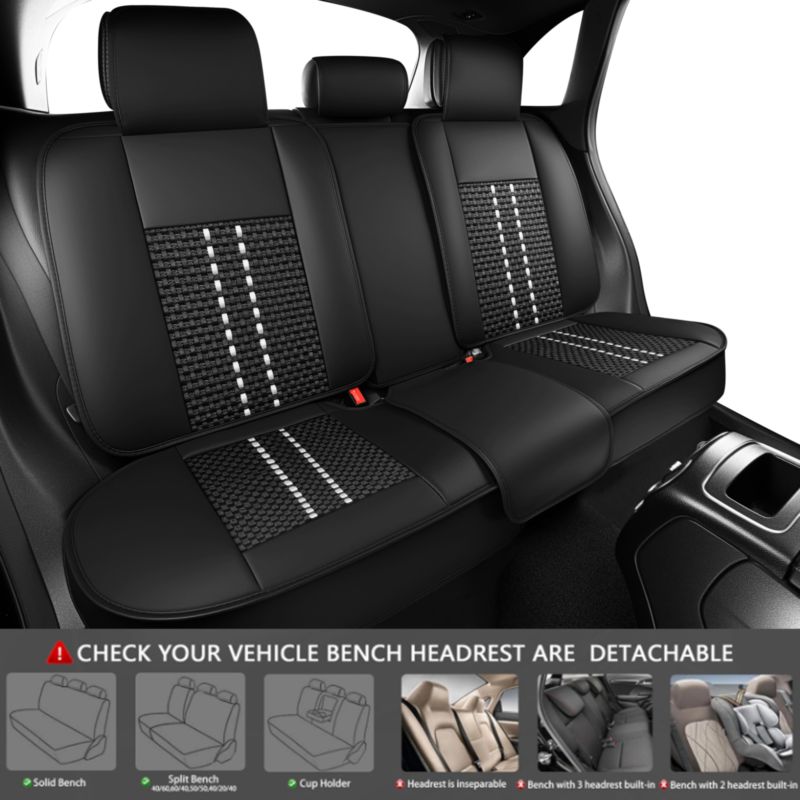 CHECK YOUR VEHICLE BENCH HEADREST ARE DETACHABLE
Solid Bench
Split Bench
40/60,60/40,50/50,40/20/40
Cup Holder
Headrest is inseparable
Bench with 3 headrest built-in
Bench with 2 headrest built-in